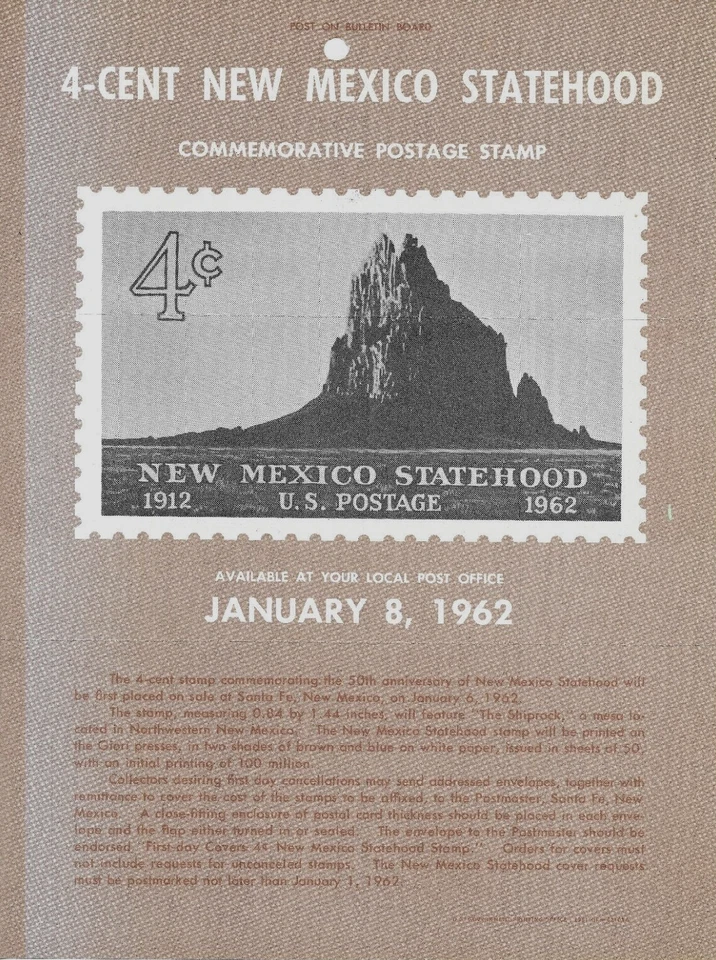 POST ON BULLETIN BOARD
4-CENT NEW MEXICO STATEHOOD
COMMEMORATIVE POSTAGE STAMP
4¢
NEW MEXICO STATEHOOD
1912 U.S. POSTAGE 1962
AVAILABLE AT YOUR LOCAL POST OFFICE
JANUARY 8, 1962
The 4-cent stamp commemorating the 50th anniversary of New Mexico Statehood will
be first placed on sale at Santa Fe, New Mexico, on January 6, 1962.
The stamp, measuring 0.84 by 1.44 inches, will feature "The Shiprock," a mesa lo-
cated in Northwestern New Mexico. The New Mexico Statehood stamp will be printed on
the Giori presses, in two shades of brown and blue on white paper, issued in sheets of 50,
with an initial printing of 100 million.
Collectors desiring first day cancellations may send addressed envelopes, together with
remittance to cover the cost of the stamps to be affixed, to the Postmaster, Santa Fe, New
Mexico. A close-fitting enclosure of postal card thickness should be placed in each enve-
lope and the flap either turned in or sealed. The envelope to the Postmaster should be
endorsed "First-day Covers 4¢ New Mexico Statehood Stamp." Orders for covers must
not include requests for uncanceled stamps. The New Mexico Statehood cover requests
must be postmarked not later than January 1, 1962.
GOVERNMENT PRINTING OFFICE